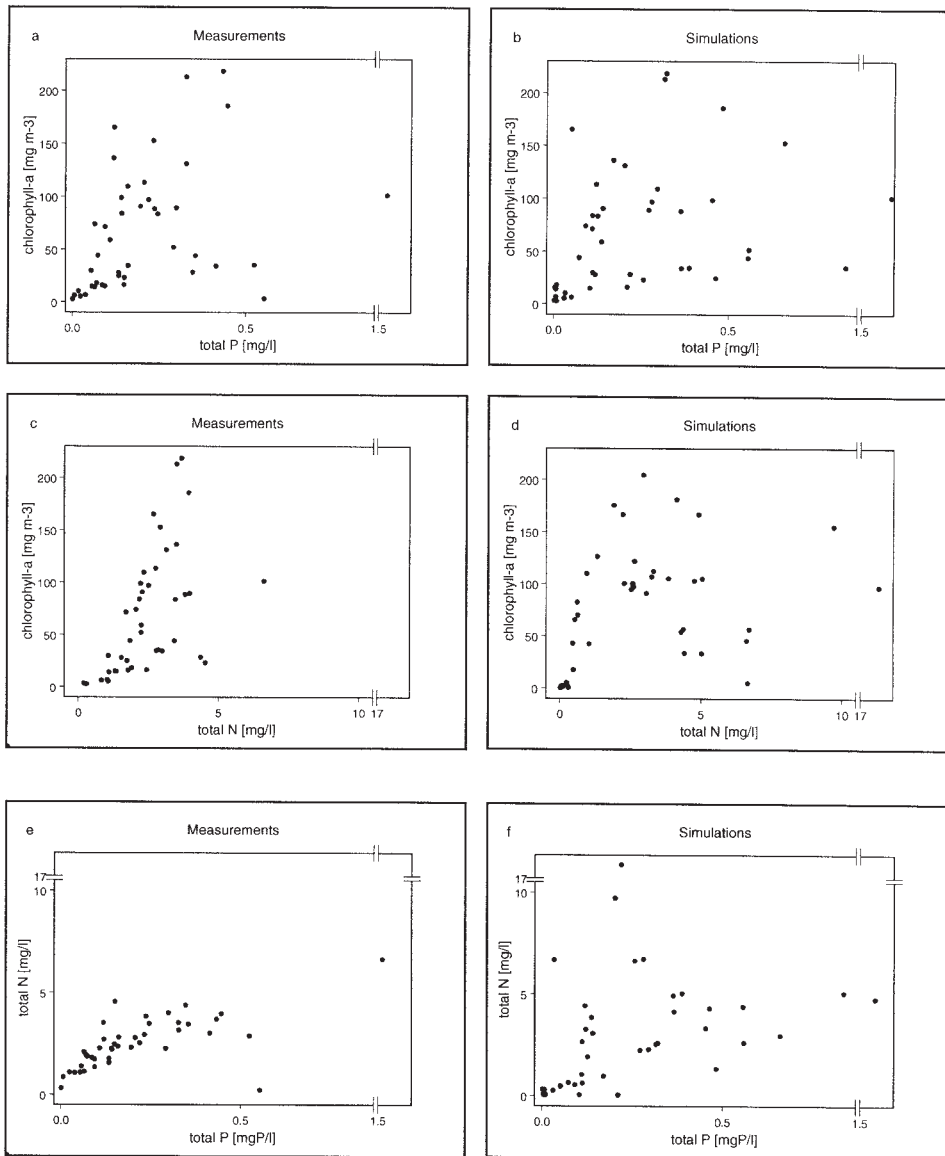 a
Measurements
chlorophyll-a [mg m-3]
200
150
100
50
0
0.0
0.5
1.5
total P [mg/l]
b
Simulations
chlorophyll-a [mg m-3]
200
150
100
50
0
0.0
0.5
1.5
total P [mg/l]
c
Measurements
chlorophyll-a [mg m-3]
200
150
100
50
0
0
5
10 17
total N [mg/l]
d
Simulations
chlorophyll-a [mg m-3]
200
150
100
50
0
0
5
10 17
total N [mg/l]
e
Measurements
total N [mg/l]
17
10
5
0
0.0
0.5
1.5
total P [mgP/l]
f
Simulations
total N [mg/l]
17
10
5
0
0.0
0.5
1.5
total P [mgP/l]